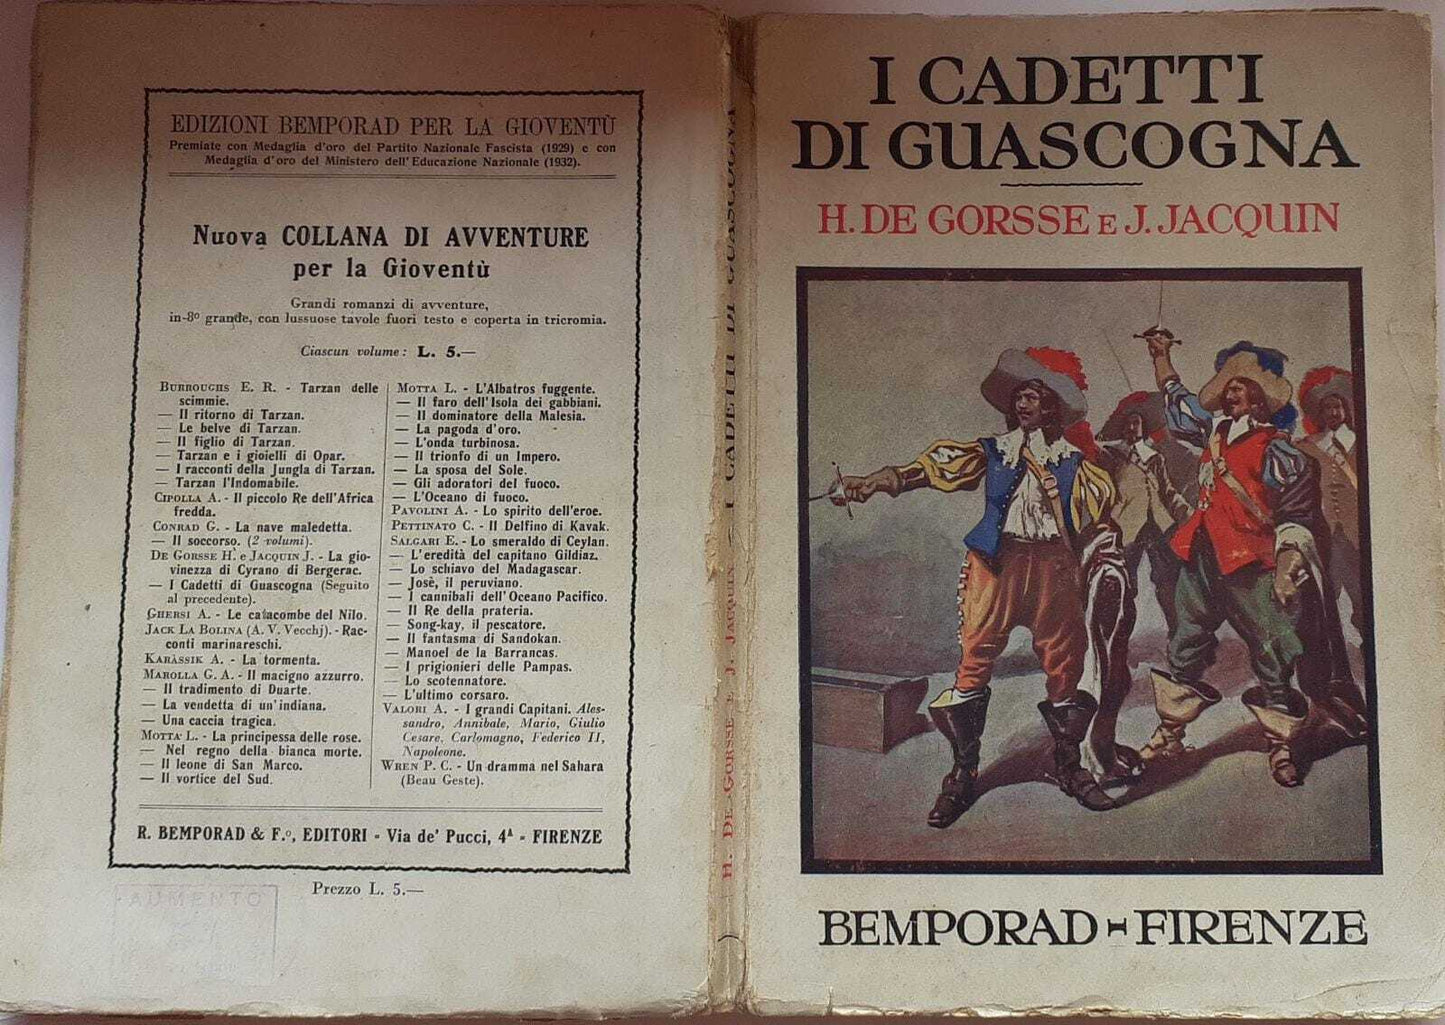 EDIZIONI BEMPORAD PER LA GIOVENTÙ
Premiate con Medaglia d'oro del Partito Nazionale Fascista (1929) e con
Medaglia d'oro del Ministero dell'Educazione Nazionale (1932).
Nuova COLLANA DI AVVENTURE
per la Gioventù
Grandi romanzi di avventure,
in-8º grande, con lussuose tavole fuori testo e coperta in tricromia.
Ciascun volume: L. 5.—
BURROUGHS E. R. - Tarzan delle
scimmie.
— Il ritorno di Tarzan.
— Le belve di Tarzan.
— Il figlio di Tarzan.
— Tarzan e i gioielli di Opar.
— I racconti della Jungla di Tarzan.
— Tarzan l'Indomabile.
CIPOLLA A. - Il piccolo Re dell'Africa
fredda.
CONRAD G. - La nave maledetta.
— Il soccorso. (2 volumi).
DE GORSSE H. e JACQUIN J. - La gio-
vinezza di Cyrano di Bergerac.
— I Cadetti di Guascogna (Seguito
al precedente).
GHERSI A. - Le catacombe del Nilo.
JACK LA BOLINA (A. V. Vecchj). - Rac-
conti marinareschi.
KARÀSSIK A. - La tormenta.
MAROLLA G. A. - Il macigno azzurro.
— Il tradimento di Duarte.
— La vendetta di un'indiana.
— Una caccia tragica.
MOTTA L. - La principessa delle rose.
— Nel regno della bianca morte.
— Il leone di San Marco.
— Il vortice del Sud.
MOTTA L. - L'Albatros fuggente.
— Il faro dell'Isola dei gabbiani.
— Il dominatore della Malesia.
— La pagoda d'oro.
— L'onda turbinosa.
— Il trionfo di un Impero.
— La sposa del Sole.
— Gli adoratori del fuoco.
— L'Oceano di fuoco.
PAVOLINI A. - Lo spirito dell'eroe.
PETTINATO C. - Il Delfino di Kavak.
SALGARI E. - Lo smeraldo di Ceylan.
— L'eredità del capitano Gildiaz.
— Lo schiavo del Madagascar.
— Josè, il peruviano.
— I cannibali dell'Oceano Pacifico.
— Il Re della prateria.
— Song-kay, il pescatore.
— Il fantasma di Sandokan.
— Manoel de la Barrancas.
— I prigionieri delle Pampas.
— Lo scotennatore.
— L'ultimo corsaro.
VALORI A. - I grandi Capitani. Ales-
sandro, Annibale, Mario, Giulio
Cesare, Carlomagno, Federico II,
Napoleone.
WREN P. C. - Un dramma nel Sahara
(Beau Geste).
R. BEMPORAD & F.º, EDITORI - Via de' Pucci, 4ᴬ - FIRENZE
Prezzo L. 5.—
AUMENTO
H. DE GORSSE E J. JACQUIN - I CADETTI DI GUASCOGNA
I CADETTI
DI GUASCOGNA
H. DE GORSSE E J. JACQUIN
BEMPORAD - FIRENZE